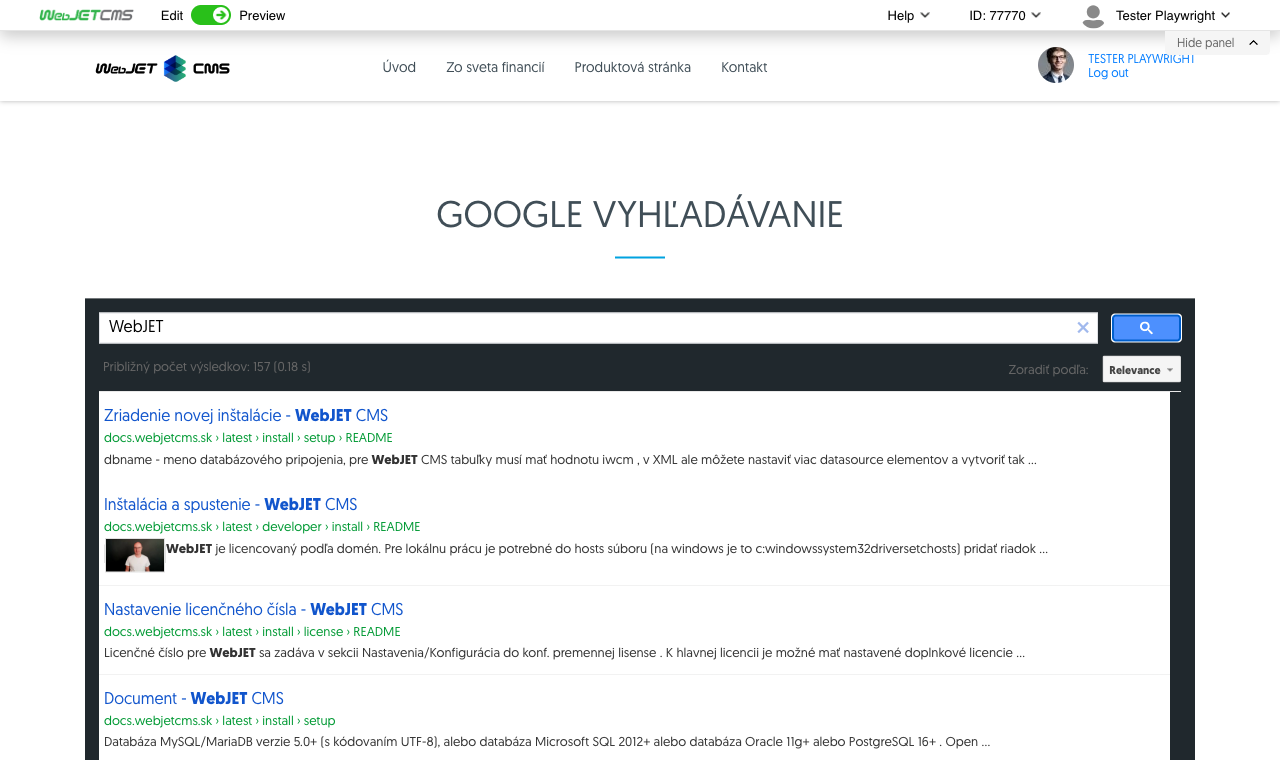 WebJETCMS Edit Preview Help ID: 77770 Tester Playwright
Hide panel
WebJET CMS Úvod Zo sveta financií Produktová stránka Kontakt TESTER PLAYWRIGHT
Log out
GOOGLE VYHĽADÁVANIE
WebJET
Približný počet výsledkov: 157 (0.18 s) Zoradiť podľa: Relevance
Zriadenie novej inštalácie - WebJET CMS
docs.webjetcms.sk › latest › install › setup › README
dbname - meno databázového pripojenia, pre WebJET CMS tabuľky musí mať hodnotu iwcm , v XML ale môžete nastaviť viac datasource elementov a vytvoriť tak ...
Inštalácia a spustenie - WebJET CMS
docs.webjetcms.sk › latest › developer › install › README
WebJET je licencovaný podľa domén. Pre lokálnu prácu je potrebné do hosts súboru (na windows je to c:windowssystem32driversetchosts) pridať riadok ...
Nastavenie licenčného čísla - WebJET CMS
docs.webjetcms.sk › latest › install › license › README
Licenčné číslo pre WebJET sa zadáva v sekcii Nastavenia/Konfigurácia do konf. premennej lisense . K hlavnej licencii je možné mať nastavené doplnkové licencie ...
Document - WebJET CMS
docs.webjetcms.sk › latest › install › setup
Databáza MySQL/MariaDB verzie 5.0+ (s kódovaním UTF-8), alebo databáza Microsoft SQL 2012+ alebo databáza Oracle 11g+ alebo PostgreSQL 16+ . Open ...